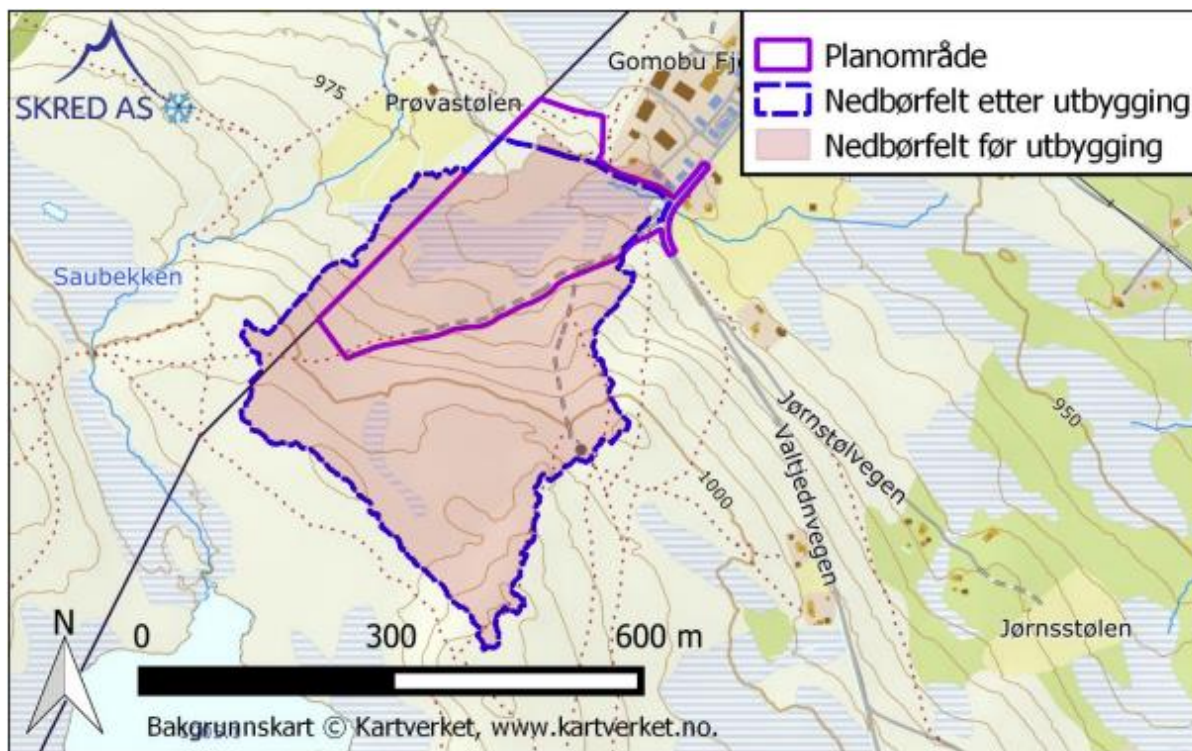 SKRED AS
975
Prøvastølen
Gomobu Fj
Planområde
Nedbørfelt etter utbygging
Nedbørfelt før utbygging
Saubekken
950
1000
Jørnstølvegen
Valtjednvegen
Jørnsstølen
N
0 300 600 m
Bakgrunnskart © Kartverket, www.kartverket.no.